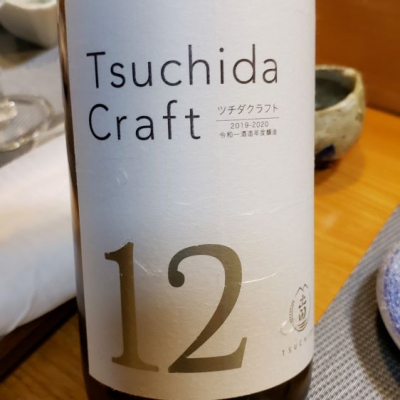 Tsuchida
Craft
ツチダクラフト
2019-2020
令和一酒造年度醸造
12
TSUCHI